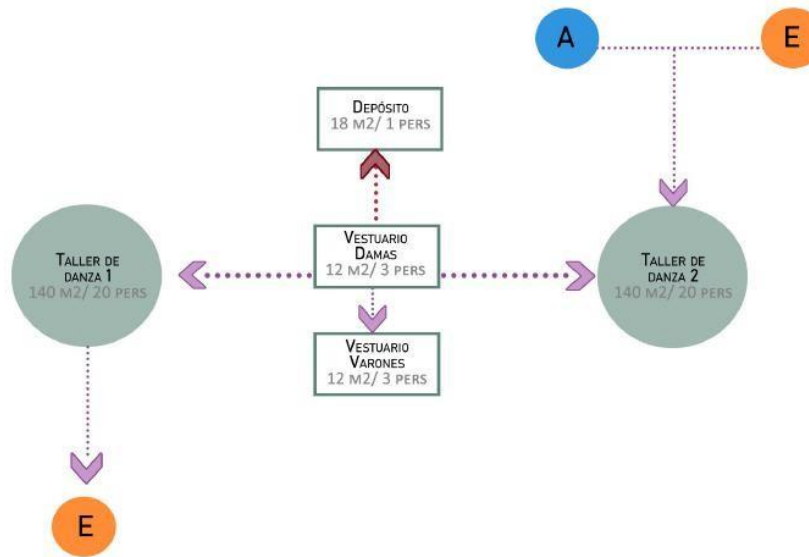 A
E
DEPÓSITO
18 M2/ 1 PERS
VESTUARIO
DAMAS
12 M2/ 3 PERS
TALLER DE
DANZA 1
140 M2/ 20 PERS
TALLER DE
DANZA 2
140 M2/ 20 PERS
VESTUARIO
VARONES
12 M2/ 3 PERS
E